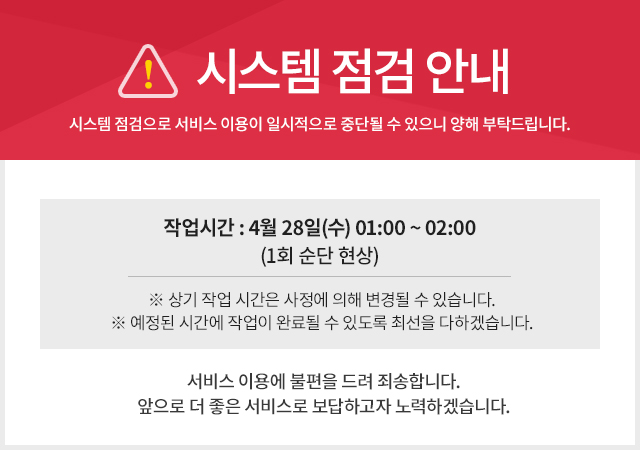 시스템 점검 안내
시스템 점검으로 서비스 이용이 일시적으로 중단될 수 있으니 양해 부탁드립니다.
작업시간 : 4월 28일(수) 01:00 ~ 02:00
(1회 순단 현상)
※ 상기 작업 시간은 사정에 의해 변경될 수 있습니다.
※ 예정된 시간에 작업이 완료될 수 있도록 최선을 다하겠습니다.
서비스 이용에 불편을 드려 죄송합니다.
앞으로 더 좋은 서비스로 보답하고자 노력하겠습니다.